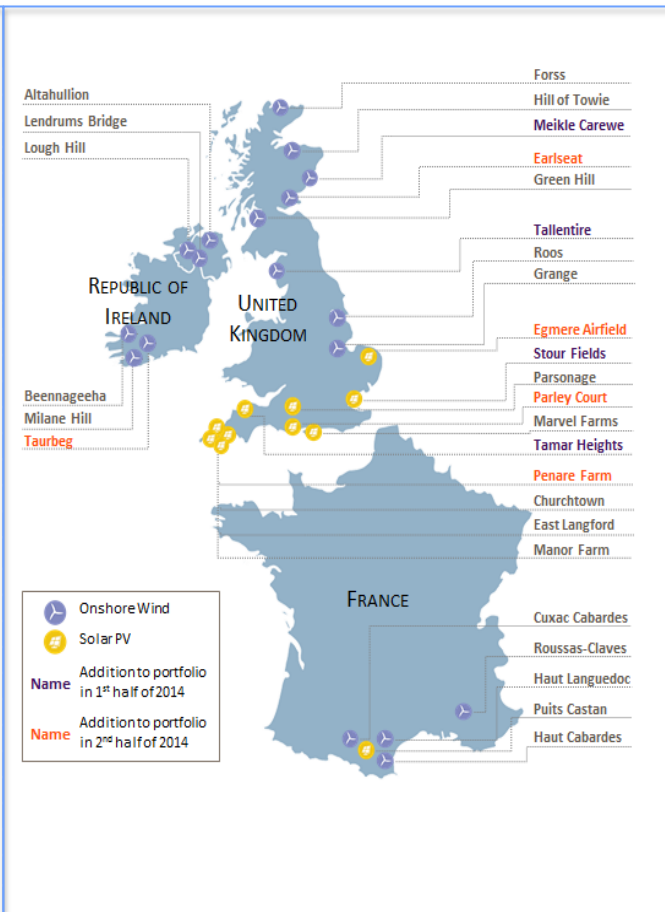 Altahullion
Lendrums Bridge
Lough Hill
Forss
Hill of Towie
Meikle Carewe
Earlseat
Green Hill
Tallentire
Roos
Grange
REPUBLIC OF
IRELAND
UNITED
KINGDOM
Egmere Airfield
Stour Fields
Parsonage
Parley Court
Marvel Farms
Tamar Heights
Beennageeha
Milane Hill
Taurbeg
Penare Farm
Churchtown
East Langford
Manor Farm
FRANCE
Onshore Wind
Solar PV
Name Addition to portfolio
in 1st half of 2014
Name Addition to portfolio
in 2nd half of 2014
Cuxac Cabardes
Roussas-Claves
Haut Languedoc
Puits Castan
Haut Cabardes